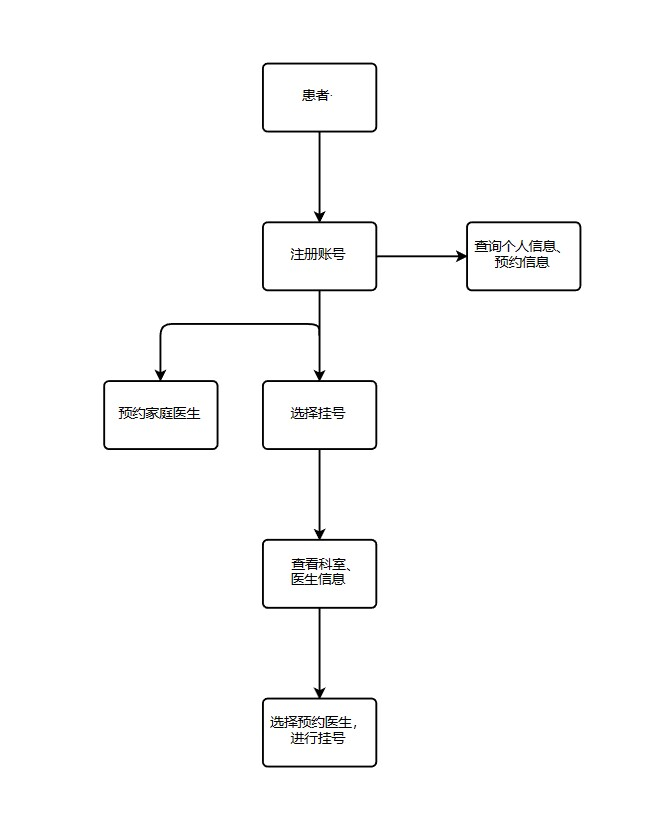 患者·
注册账号
查询个人信息、
预约信息
预约家庭医生
选择挂号
查看科室、
医生信息
选择预约医生，
进行挂号